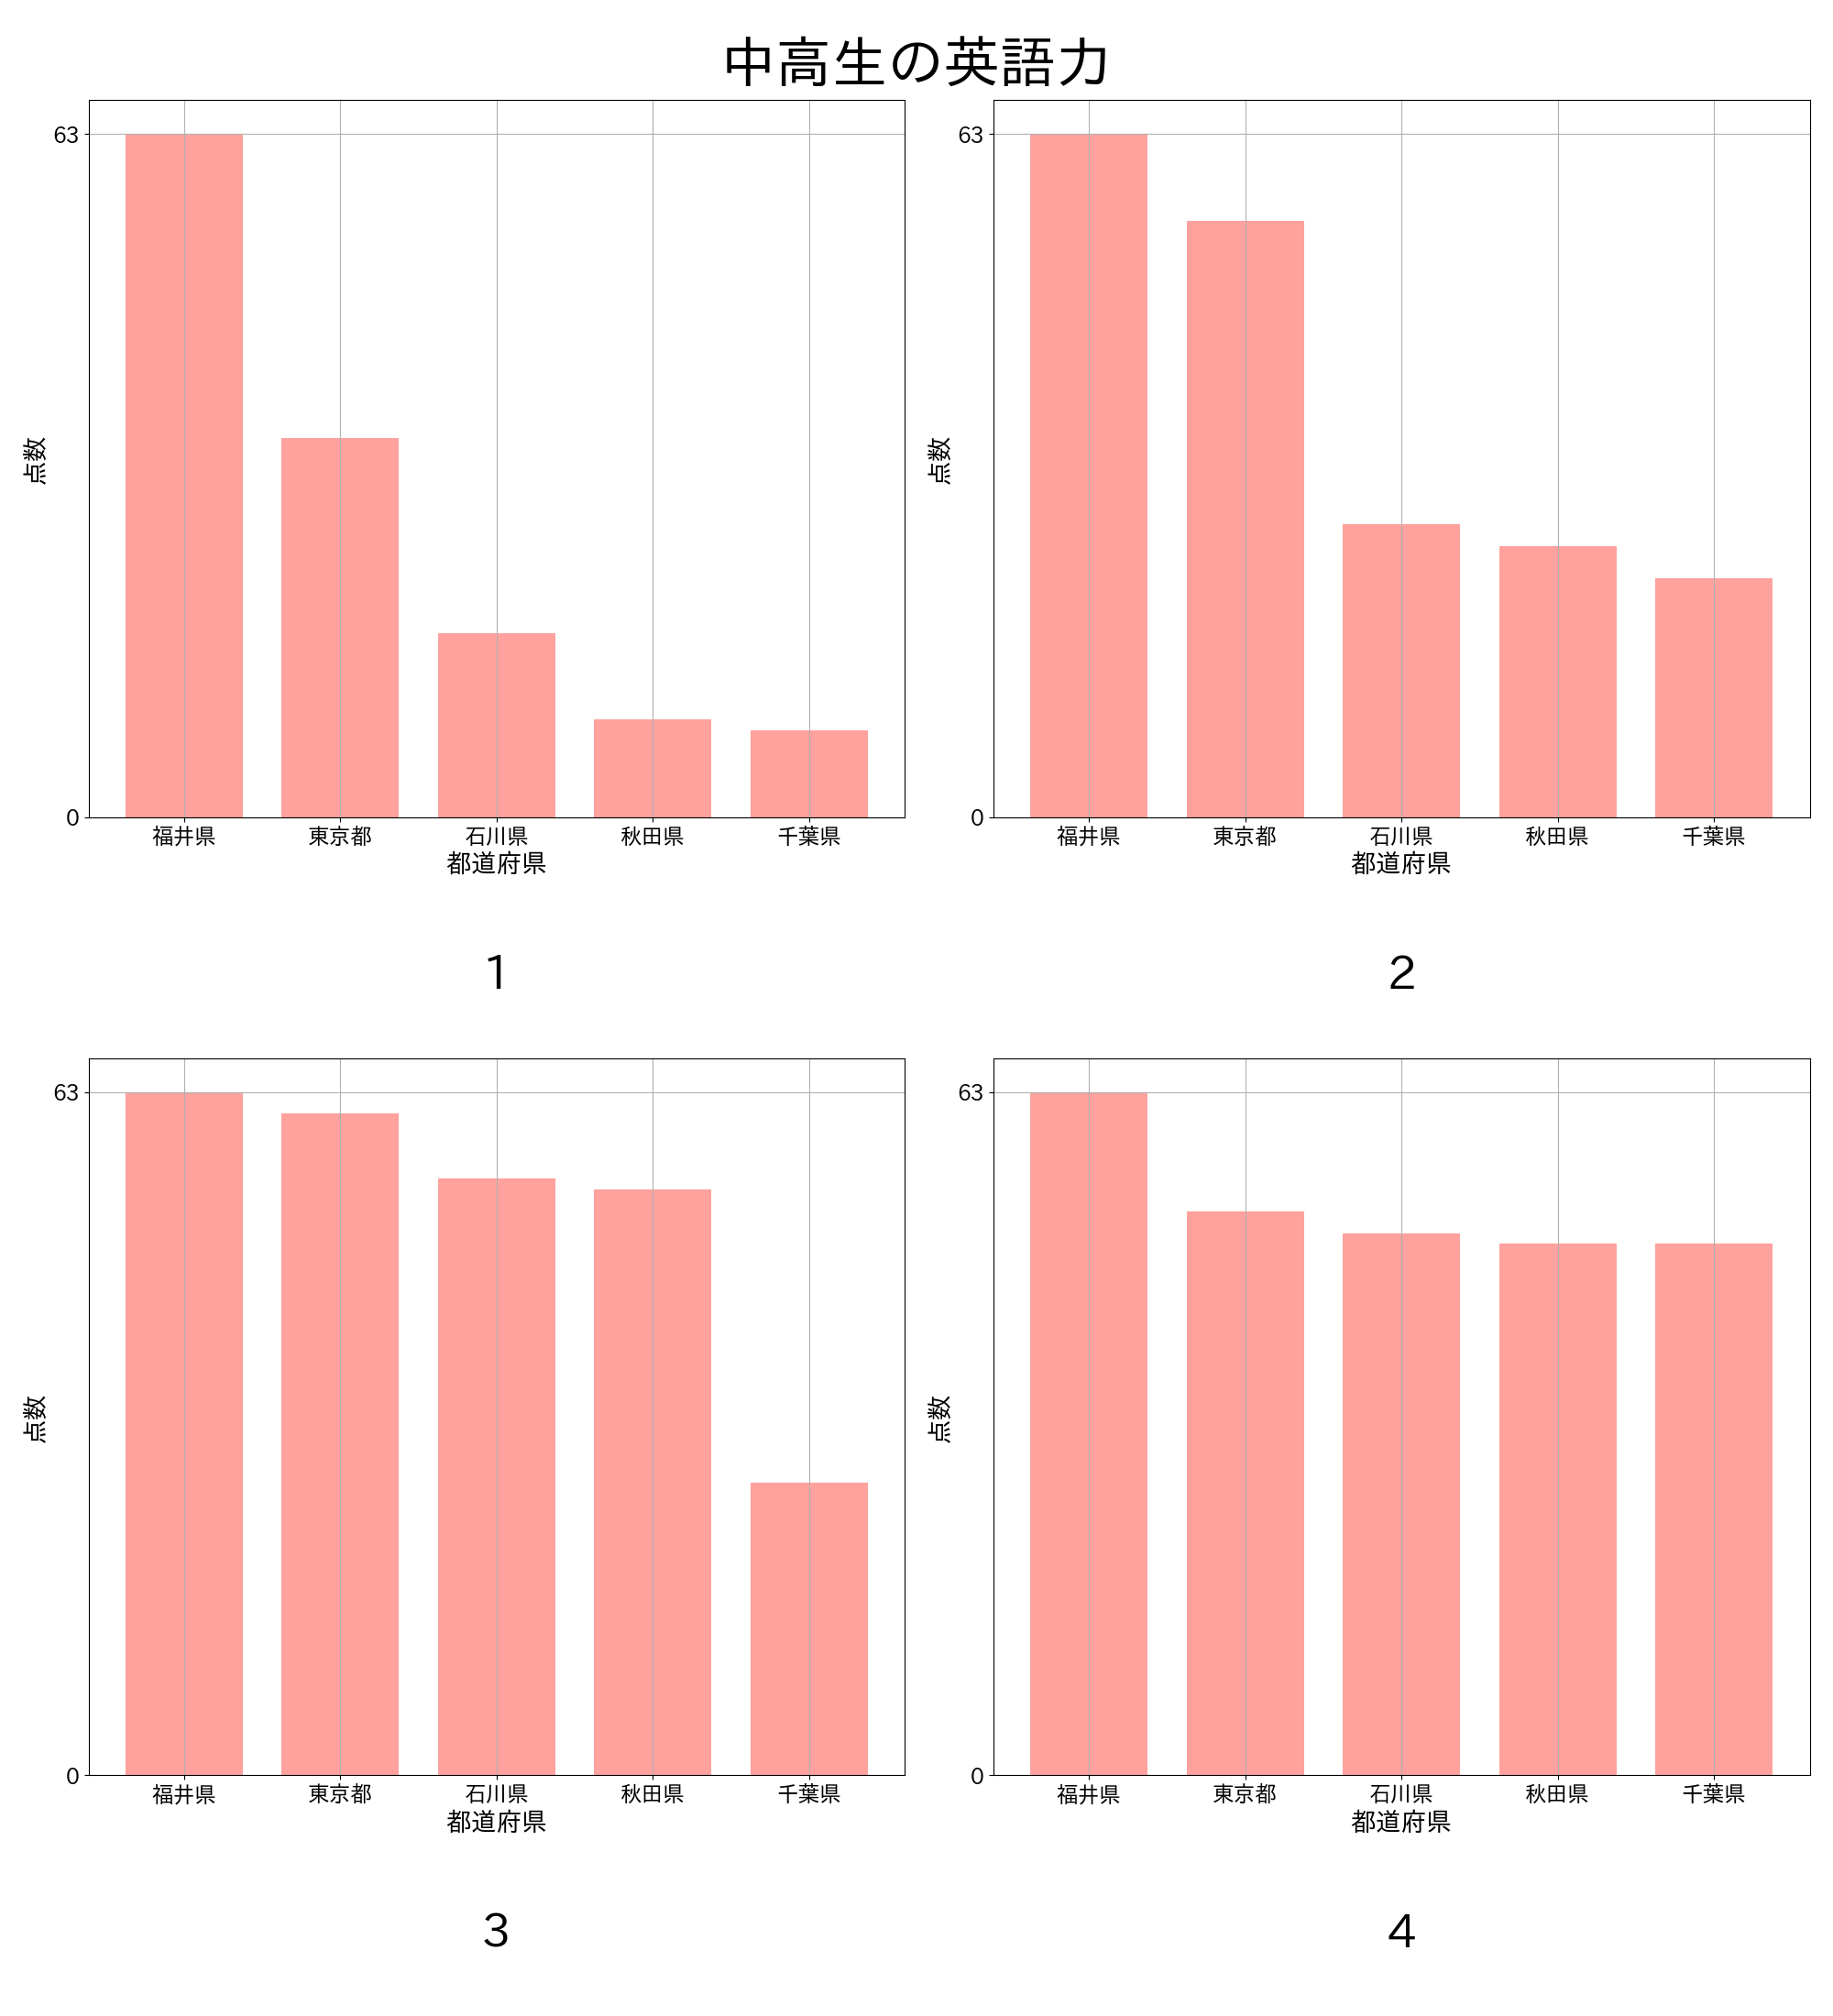 中高生の英語力
63
0
点数
福井県 東京都 石川県 秋田県 千葉県
都道府県
1
63
0
点数
福井県 東京都 石川県 秋田県 千葉県
都道府県
2
63
0
点数
福井県 東京都 石川県 秋田県 千葉県
都道府県
3
63
0
点数
福井県 東京都 石川県 秋田県 千葉県
都道府県
4